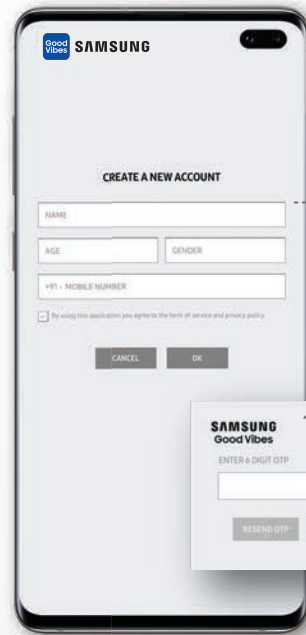 Good
Vibes
SAMSUNG
CREATE A NEW ACCOUNT
NAME
AGE
GENDER
+91 - MOBILE NUMBER
By using this application you agree to the term of service and privacy policy
CANCEL
OK
SAMSUNG
Good Vibes
ENTER 6 DIGIT OTP
RESEND OTP